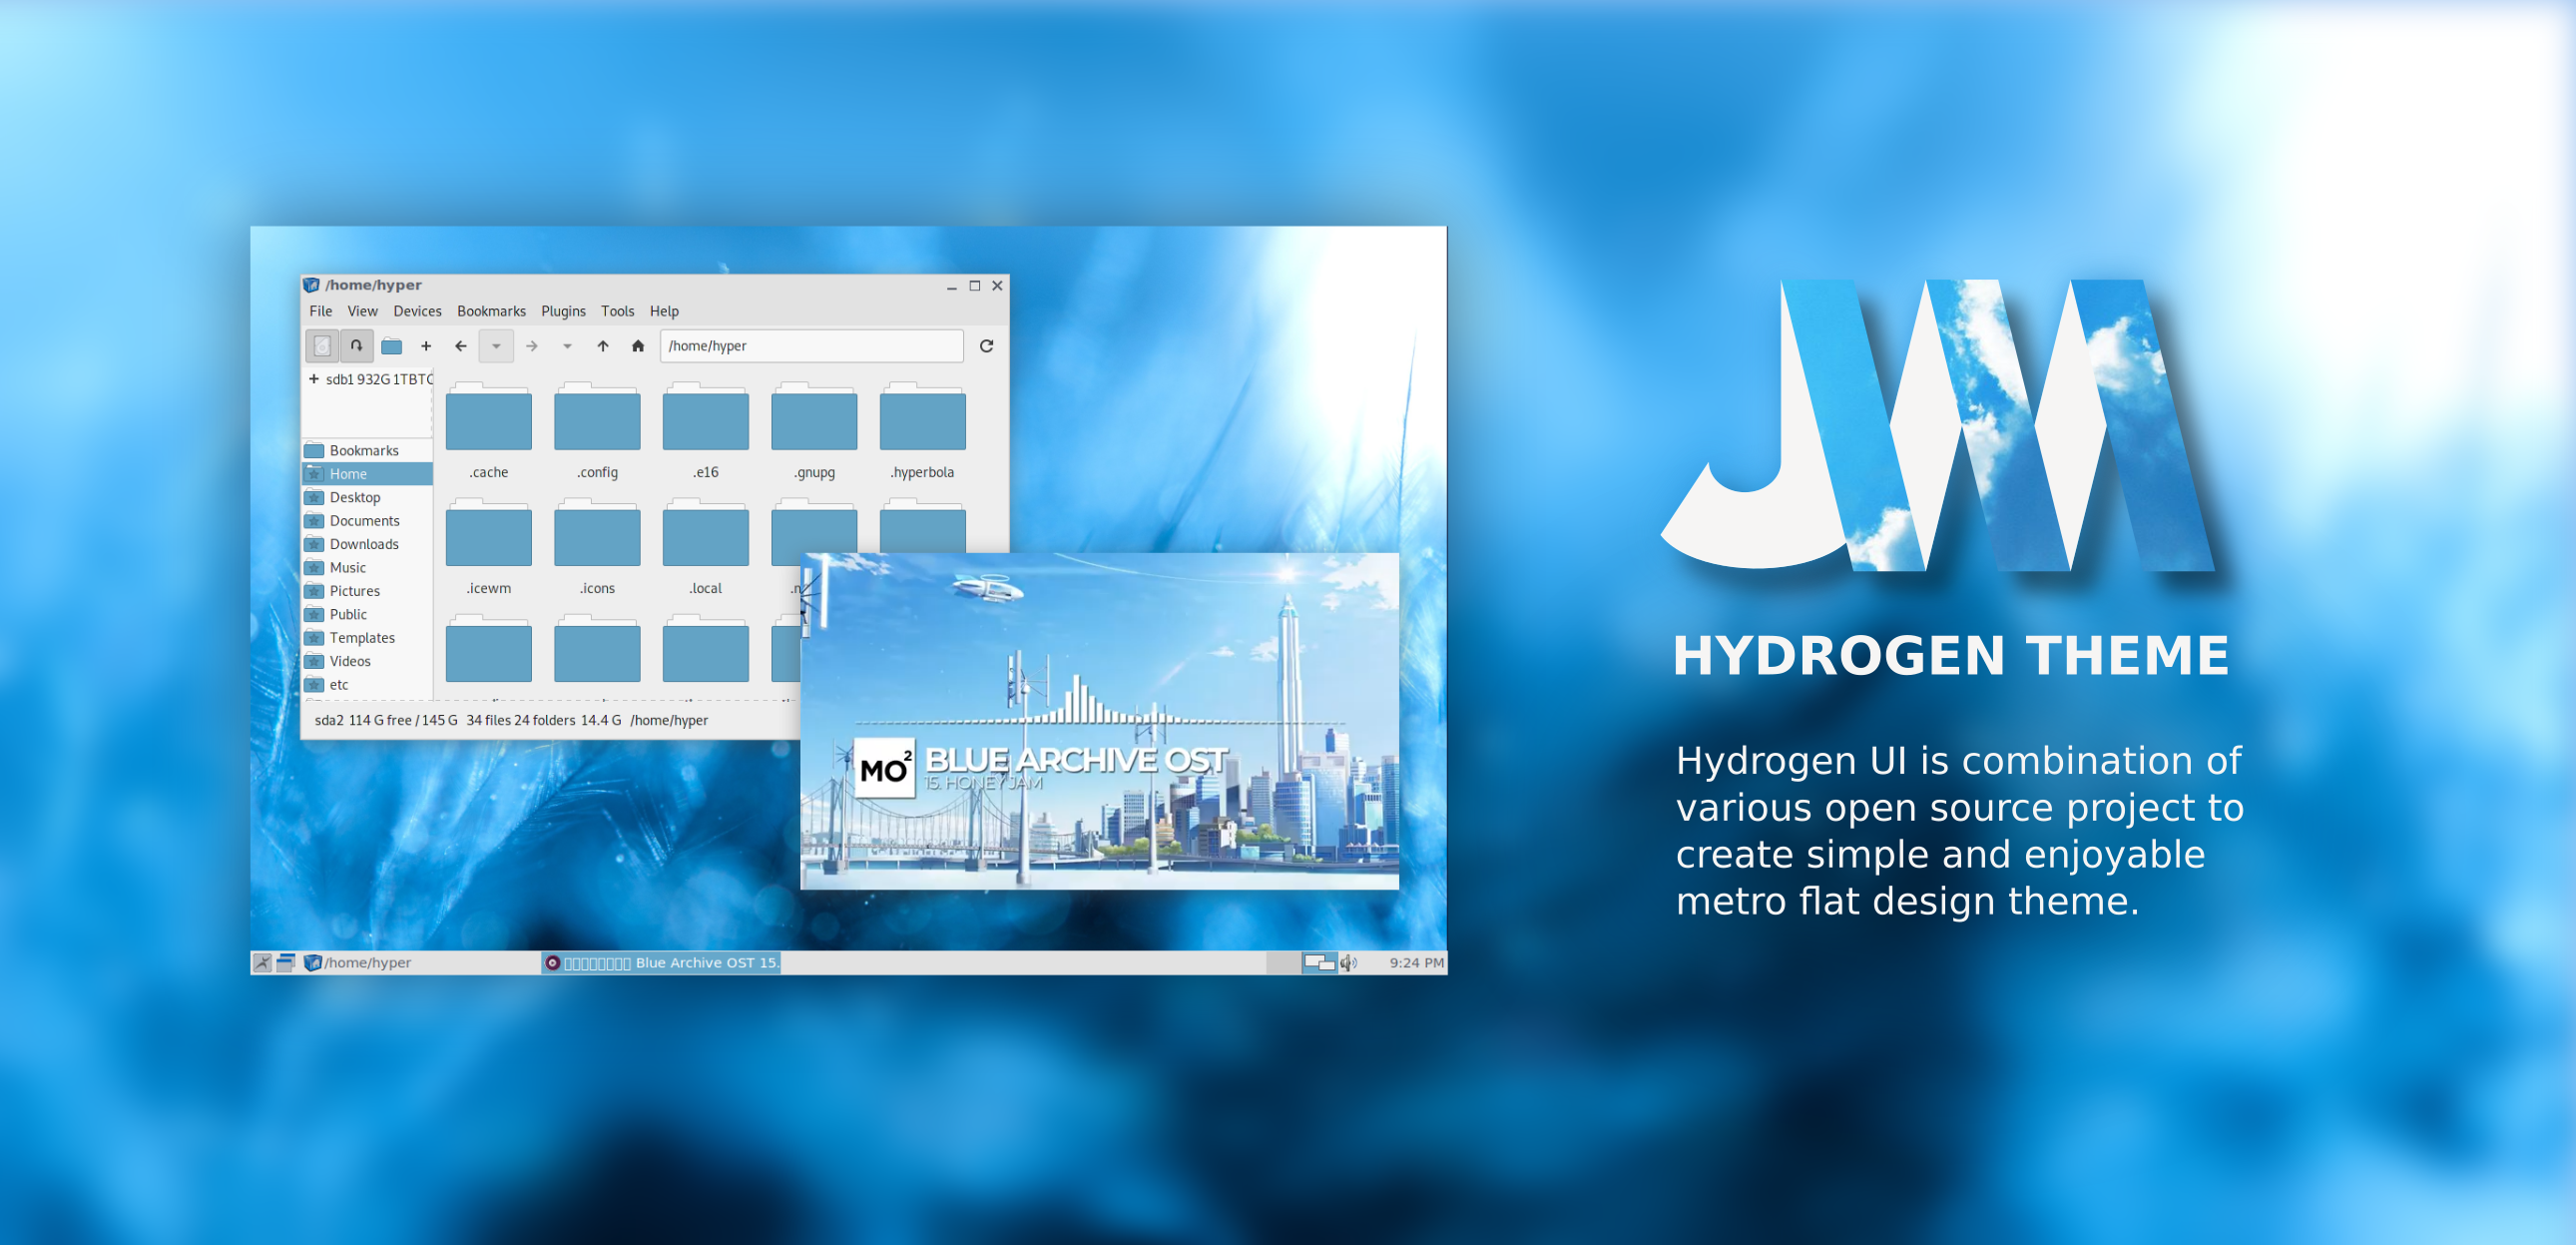 /home/hyper
File View Devices Bookmarks Plugins Tools Help
/home/hyper
sdb1 932G 1TBTC
Bookmarks
Home
Desktop
Documents
Downloads
Music
Pictures
Public
Templates
Videos
etc
.cache .config .e16 .gnupg .hyperbola
.icewm .icons .local
sda2 114 G free / 145 G 34 files 24 folders 14.4 G /home/hyper
MO²
BLUE ARCHIVE OST
15. HONEY JAM
/home/hyper
Blue Archive OST 15.
9:24 PM
JM
HYDROGEN THEME
Hydrogen UI is combination of
various open source project to
create simple and enjoyable
metro flat design theme.